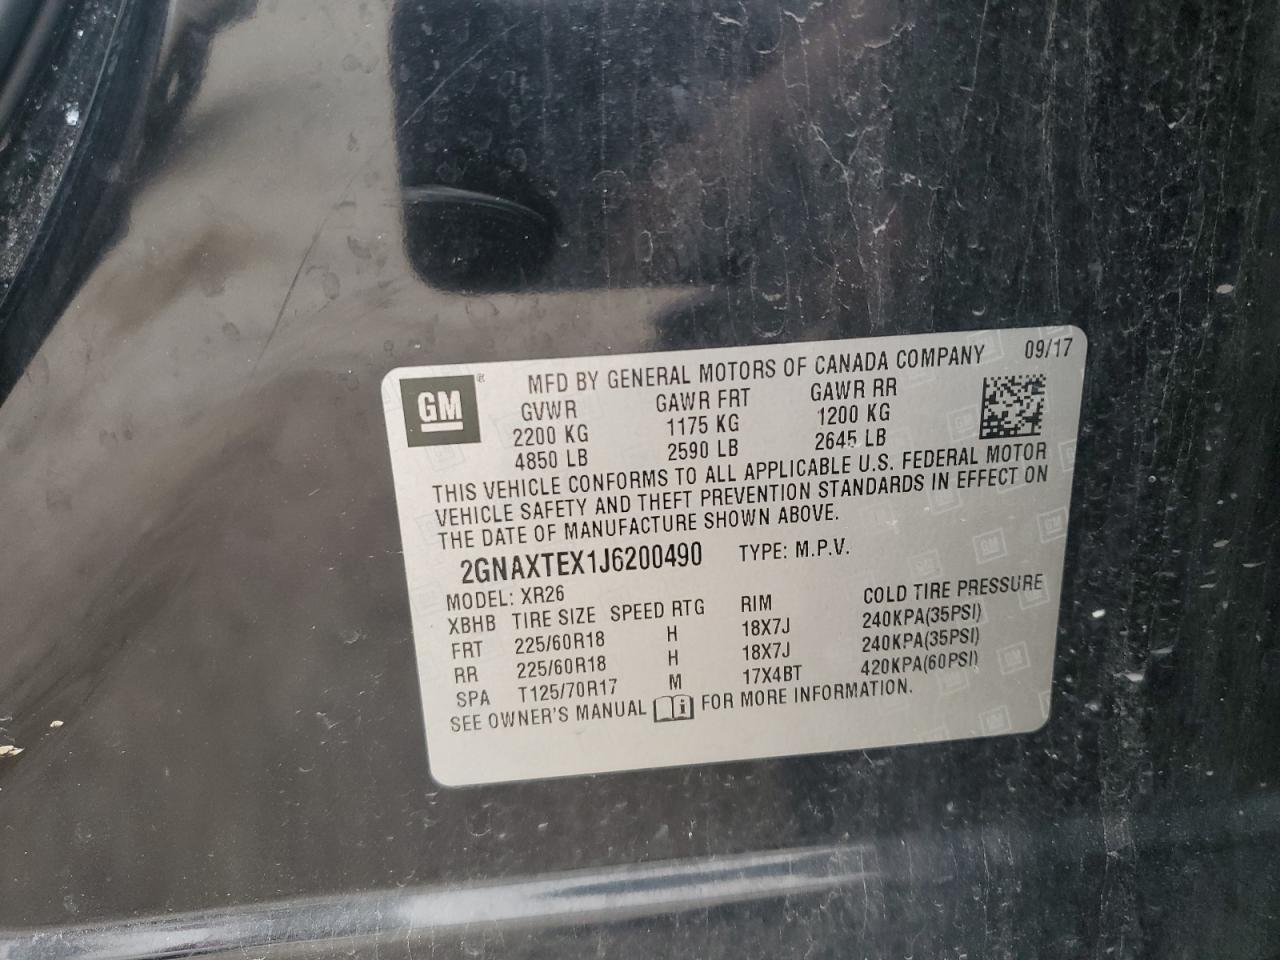 GM ® MFD BY GENERAL MOTORS OF CANADA COMPANY 09/17
GVWR GAWR FRT GAWR RR
2200 KG 1175 KG 1200 KG
4850 LB 2590 LB 2645 LB
THIS VEHICLE CONFORMS TO ALL APPLICABLE U.S. FEDERAL MOTOR
VEHICLE SAFETY AND THEFT PREVENTION STANDARDS IN EFFECT ON
THE DATE OF MANUFACTURE SHOWN ABOVE.
2GNAXTEX1J6200490 TYPE: M.P.V.
MODEL: XR26
XBHB TIRE SIZE SPEED RTG RIM COLD TIRE PRESSURE
FRT 225/60R18 H 18X7J 240KPA(35PSI)
RR 225/60R18 H 18X7J 240KPA(35PSI)
SPA T125/70R17 M 17X4BT 420KPA(60PSI)
SEE OWNER'S MANUAL i FOR MORE INFORMATION.